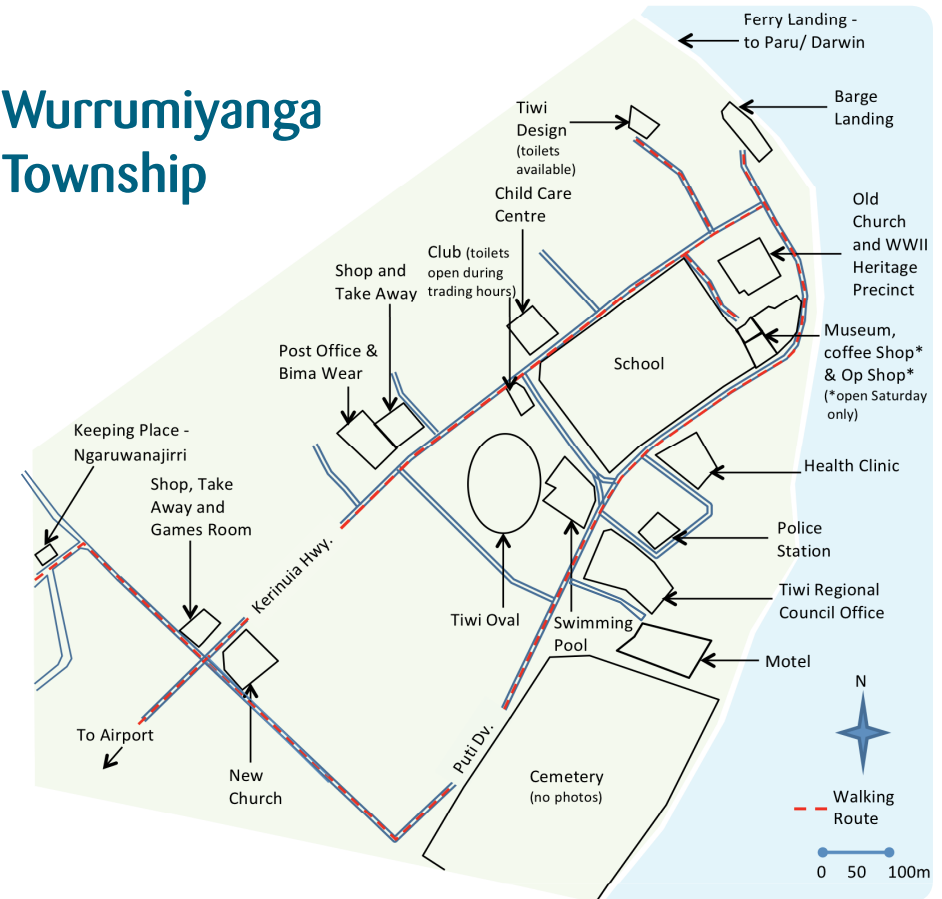 Wurrumiyanga
Township
Ferry Landing -
to Paru/ Darwin
Barge
Landing
Tiwi
Design
(toilets
available)
Child Care
Centre
Old
Church
and WWII
Heritage
Precinct
Club (toilets
open during
trading hours)
Shop and
Take Away
Post Office &
Bima Wear
School
Museum,
coffee Shop*
& Op Shop*
(*open Saturday
only)
Keeping Place -
Ngaruwanajirri
Shop, Take
Away and
Games Room
Health Clinic
Police
Station
Kerinuia Hwy.
Tiwi Oval
Swimming
Pool
Tiwi Regional
Council Office
Motel
N
To Airport
Puti Dv.
New
Church
Cemetery
(no photos)
Walking
Route
0 50 100m